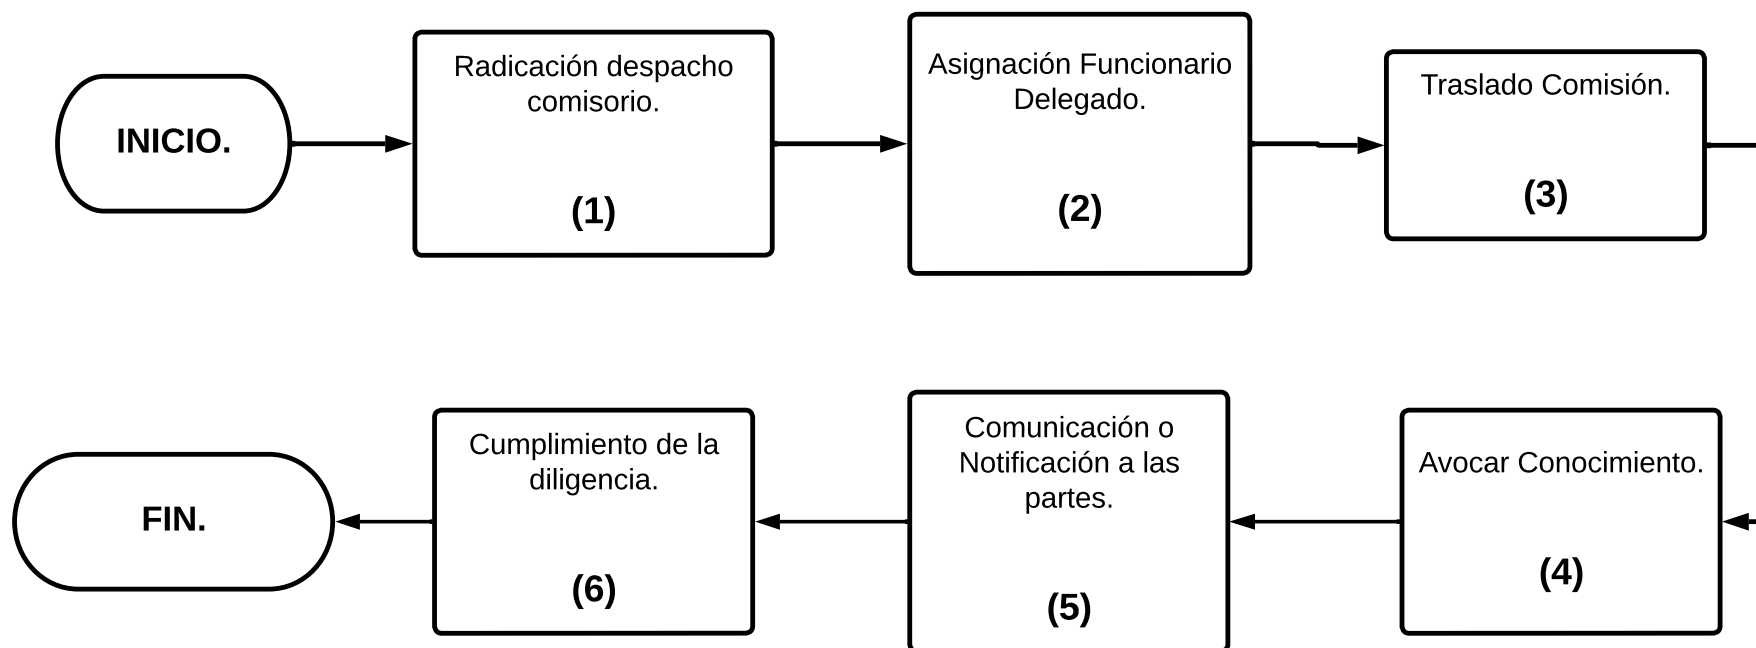 INICIO.
Radicación despacho
comisorio.
(1)
Asignación Funcionario
Delegado.
(2)
Traslado Comisión.
(3)
Avocar Conocimiento.
(4)
Comunicación o
Notificación a las
partes.
(5)
Cumplimiento de la
diligencia.
(6)
FIN.